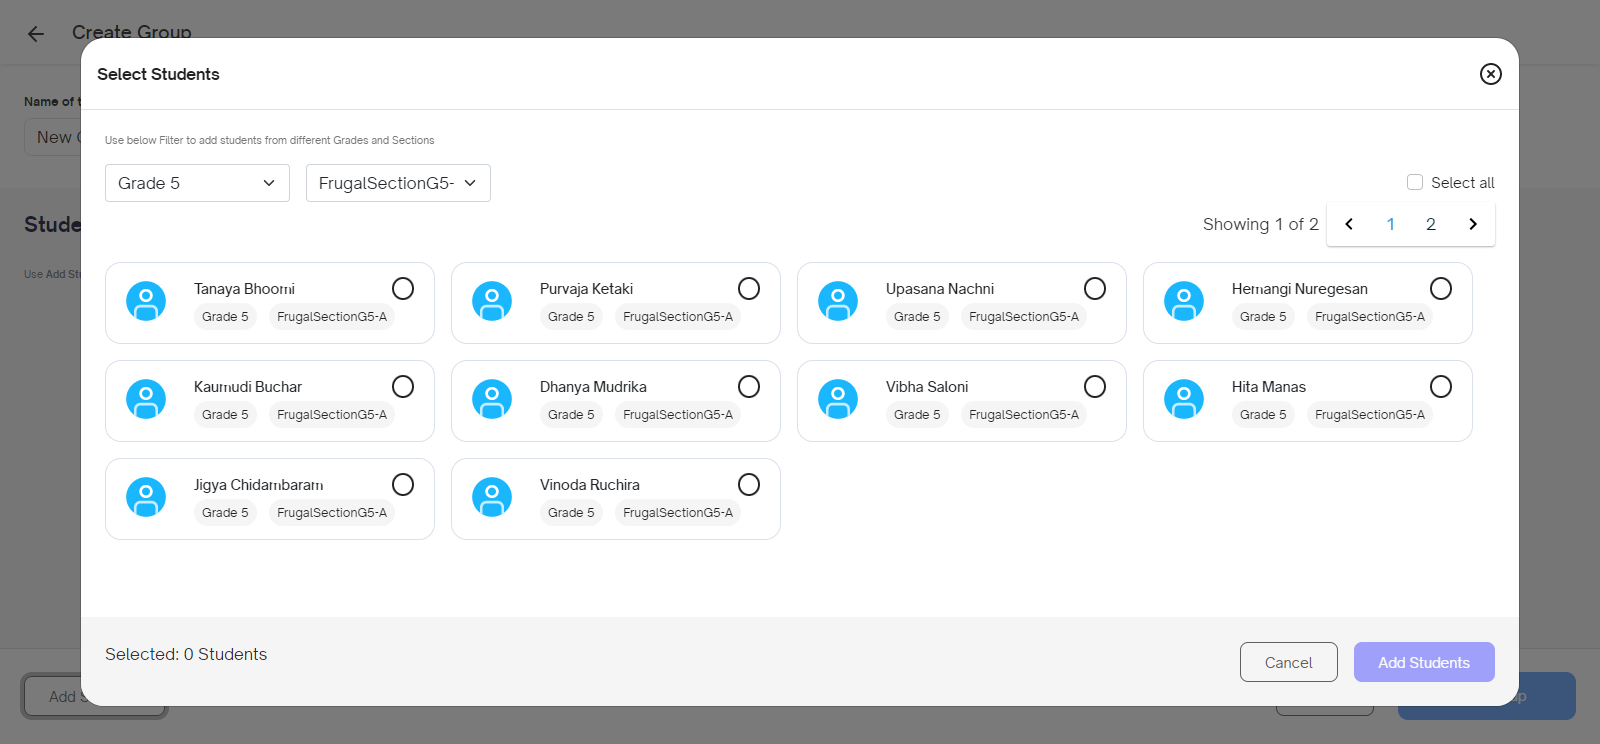 Create Group
Select Students
Name of t
New
Use below Filter to add students from different Grades and Sections
Grade 5
FrugalSectionG5-
Select all
Showing 1 of 2
1
2
Stude
Use Add Stu
Tanaya Bhoomi
Grade 5
FrugalSectionG5-A
Purvaja Ketaki
Grade 5
FrugalSectionG5-A
Upasana Nachni
Grade 5
FrugalSectionG5-A
Hemangi Nuregesan
Grade 5
FrugalSectionG5-A
Kaumudi Buchar
Grade 5
FrugalSectionG5-A
Dhanya Mudrika
Grade 5
FrugalSectionG5-A
Vibha Saloni
Grade 5
FrugalSectionG5-A
Hita Manas
Grade 5
FrugalSectionG5-A
Jigya Chidambaram
Grade 5
FrugalSectionG5-A
Vinoda Ruchira
Grade 5
FrugalSectionG5-A
Selected: 0 Students
Cancel
Add Students
Add